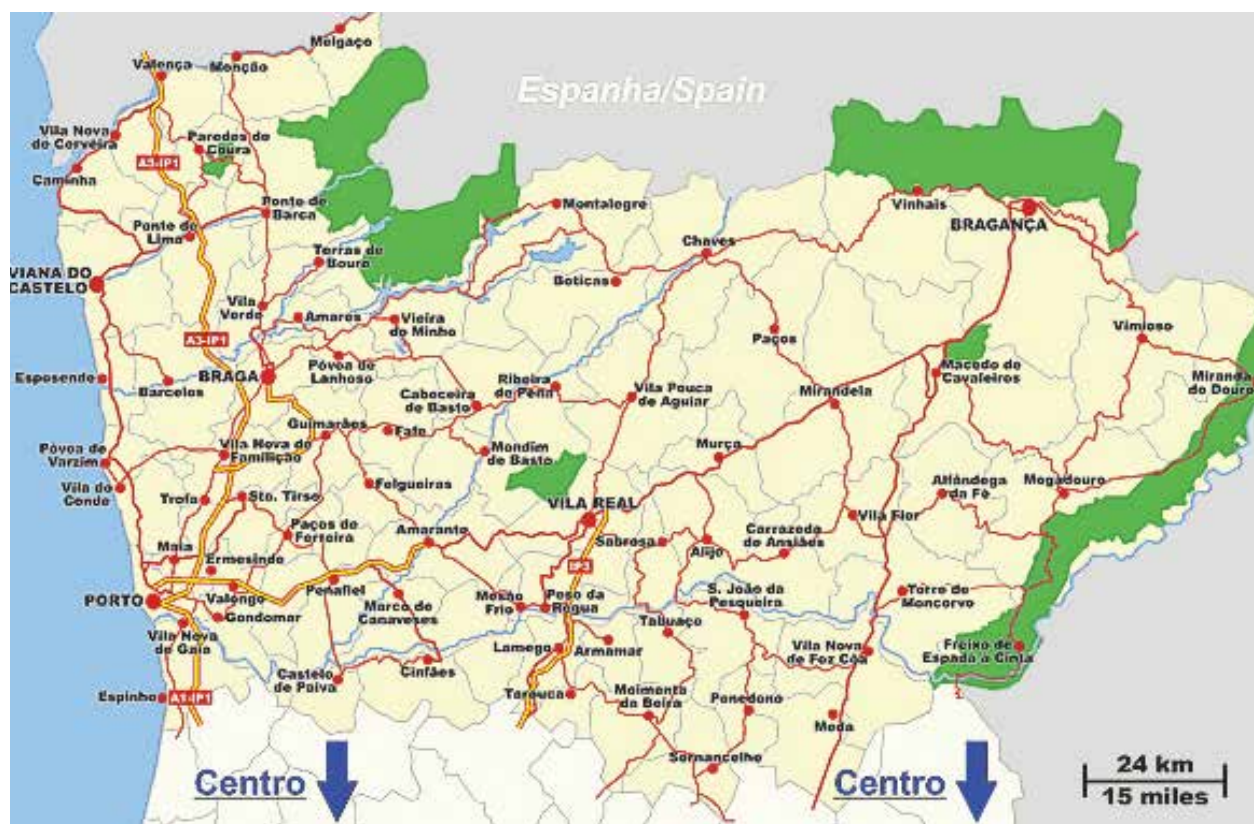 Melgaço
Monção
Valença
Espanha/Spain
Vila Nova
de Cerveira
Paredes de
Coura
A3-IP1
Caminha
Ponte de
Barca
Ponte de
Lima
Montalegre
Vinhais
BRAGANÇA
Chaves
Terras de
Bouro
VIANA DO
CASTELO
Boticas
Vila
Verde
Amares
Vieira
do Minho
A3-IP1
Paços
Vimioso
Póvoa de
Lanhoso
Esposende
Barcelos
BRAGA
Cabeceira
de Basto
Ribeira
de Pena
Vila Pouca
de Aguiar
Mirandela
Macedo de
Cavaleiros
Miranda
do Douro
Guimarães
Fafe
Vila Nova de
Familição
Póvoa de
Varzim
Mondim
de Basto
Murça
Vila do
Conde
Trofa
Sto. Tirso
Felgueiras
Alfândega
da Fé
Mogadouro
VILA REAL
Vila Flor
Paços de
Ferreira
Amarante
Sabrosa
Alijó
Carrazeda
de Ansiães
Maia
Ermesinde
IP3
PORTO
Valongo
Penafiel
Gondomar
Marco de
Canaveses
Mesão
Frio
Peso da
Régua
S. João da
Pesqueira
Torre de
Moncorvo
Vila Nova
de Gaia
Tabuaço
Lamego
Armamar
Vila Nova
de Foz Côa
Freixo de
Espada à Cinta
Castelo
de Paiva
Cinfães
Espinho
A1-IP1
Tarouca
Moimenta
da Beira
Penedono
Meda
Sernancelhe
Centro
Centro
24 km
15 miles